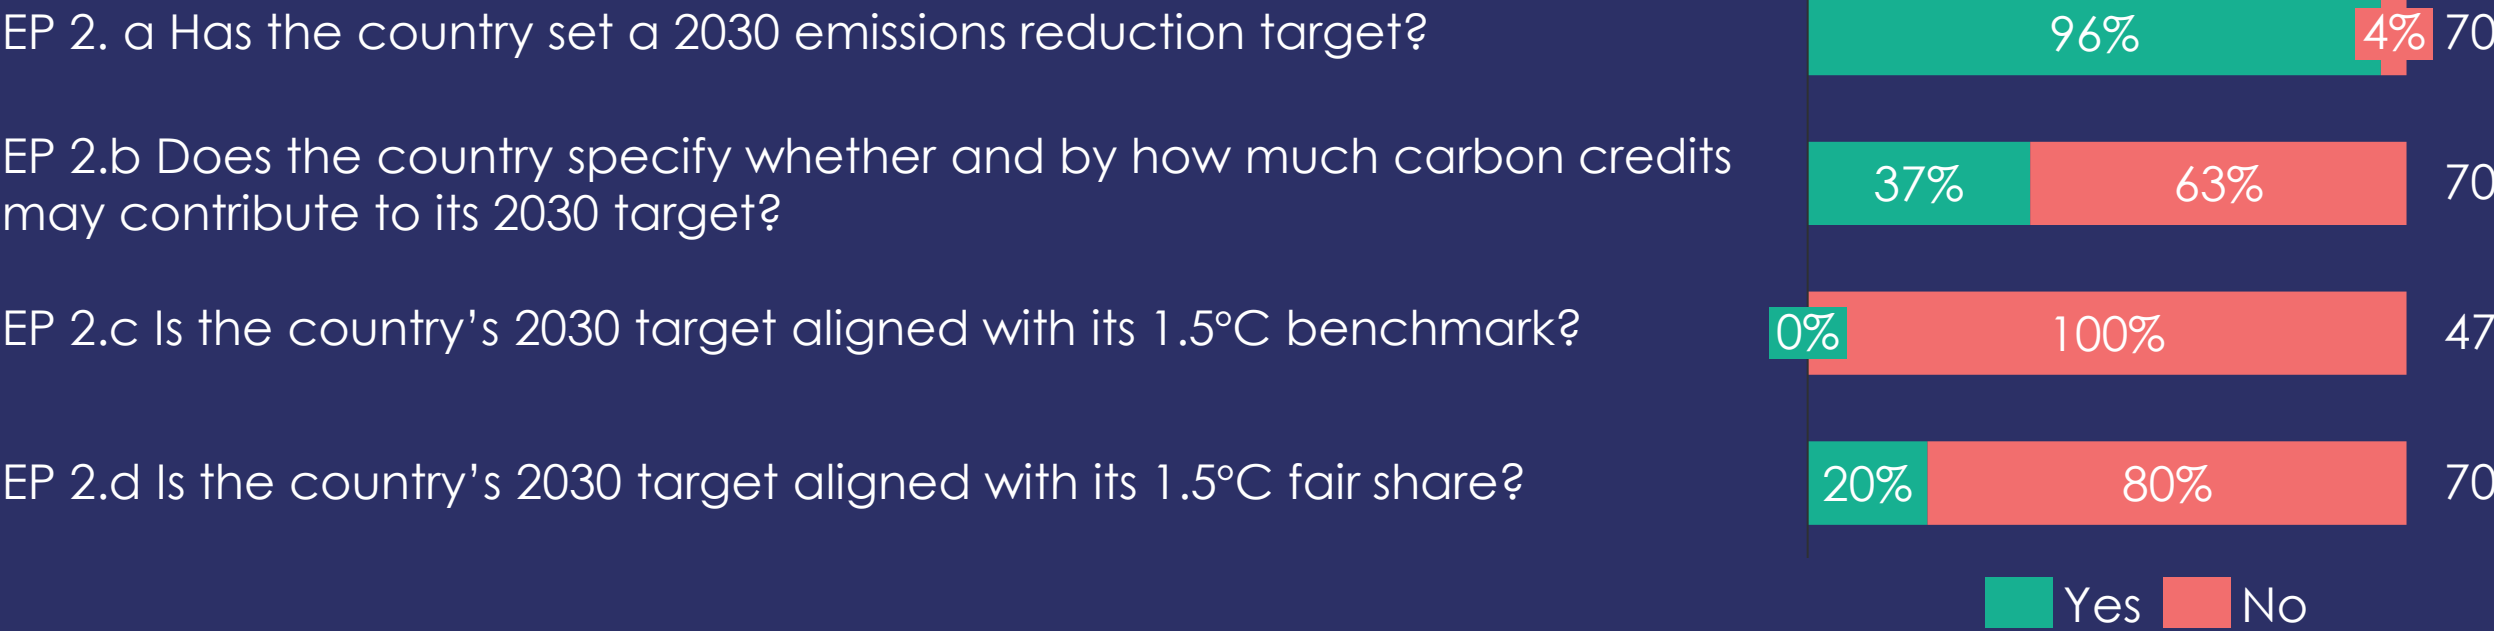 EP 2. a Has the country set a 2030 emissions reduction target? 96% 4% 70
EP 2.b Does the country specify whether and by how much carbon credits
may contribute to its 2030 target? 37% 63% 70
EP 2.c Is the country’s 2030 target aligned with its 1.5°C benchmark? 0% 100% 47
EP 2.d Is the country’s 2030 target aligned with its 1.5°C fair share? 20% 80% 70
Yes No